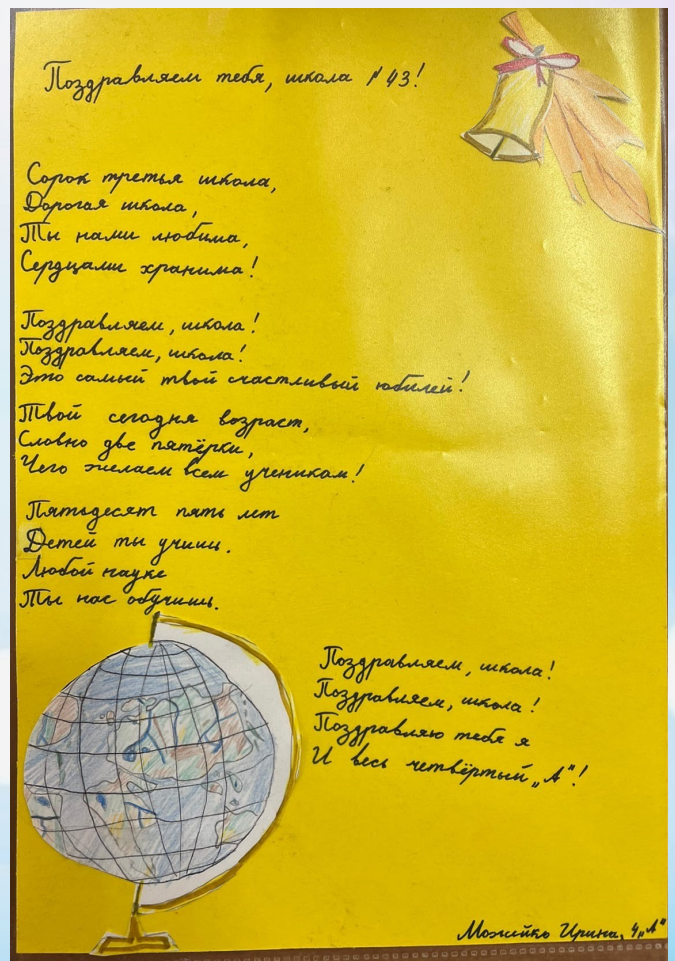 Поздравляем тебя, школа №43!
Сорок третья школа,
Дорогая школа,
Ты нами любима,
Сердцами хранима!
Поздравляем, школа!
Поздравляем, школа!
Это самый твой счастливый юбилей!
Твой сегодня возраст,
Словно две пятёрки,
Чего желаем всем ученикам!
Пятьдесят пять лет
Детей ты учишь.
Любой науке
Ты нас обучишь.
Поздравляем, школа!
Поздравляем, школа!
Поздравляю тебя я
И весь четвёртый „А"!
Можейко Ирина, 4„А"